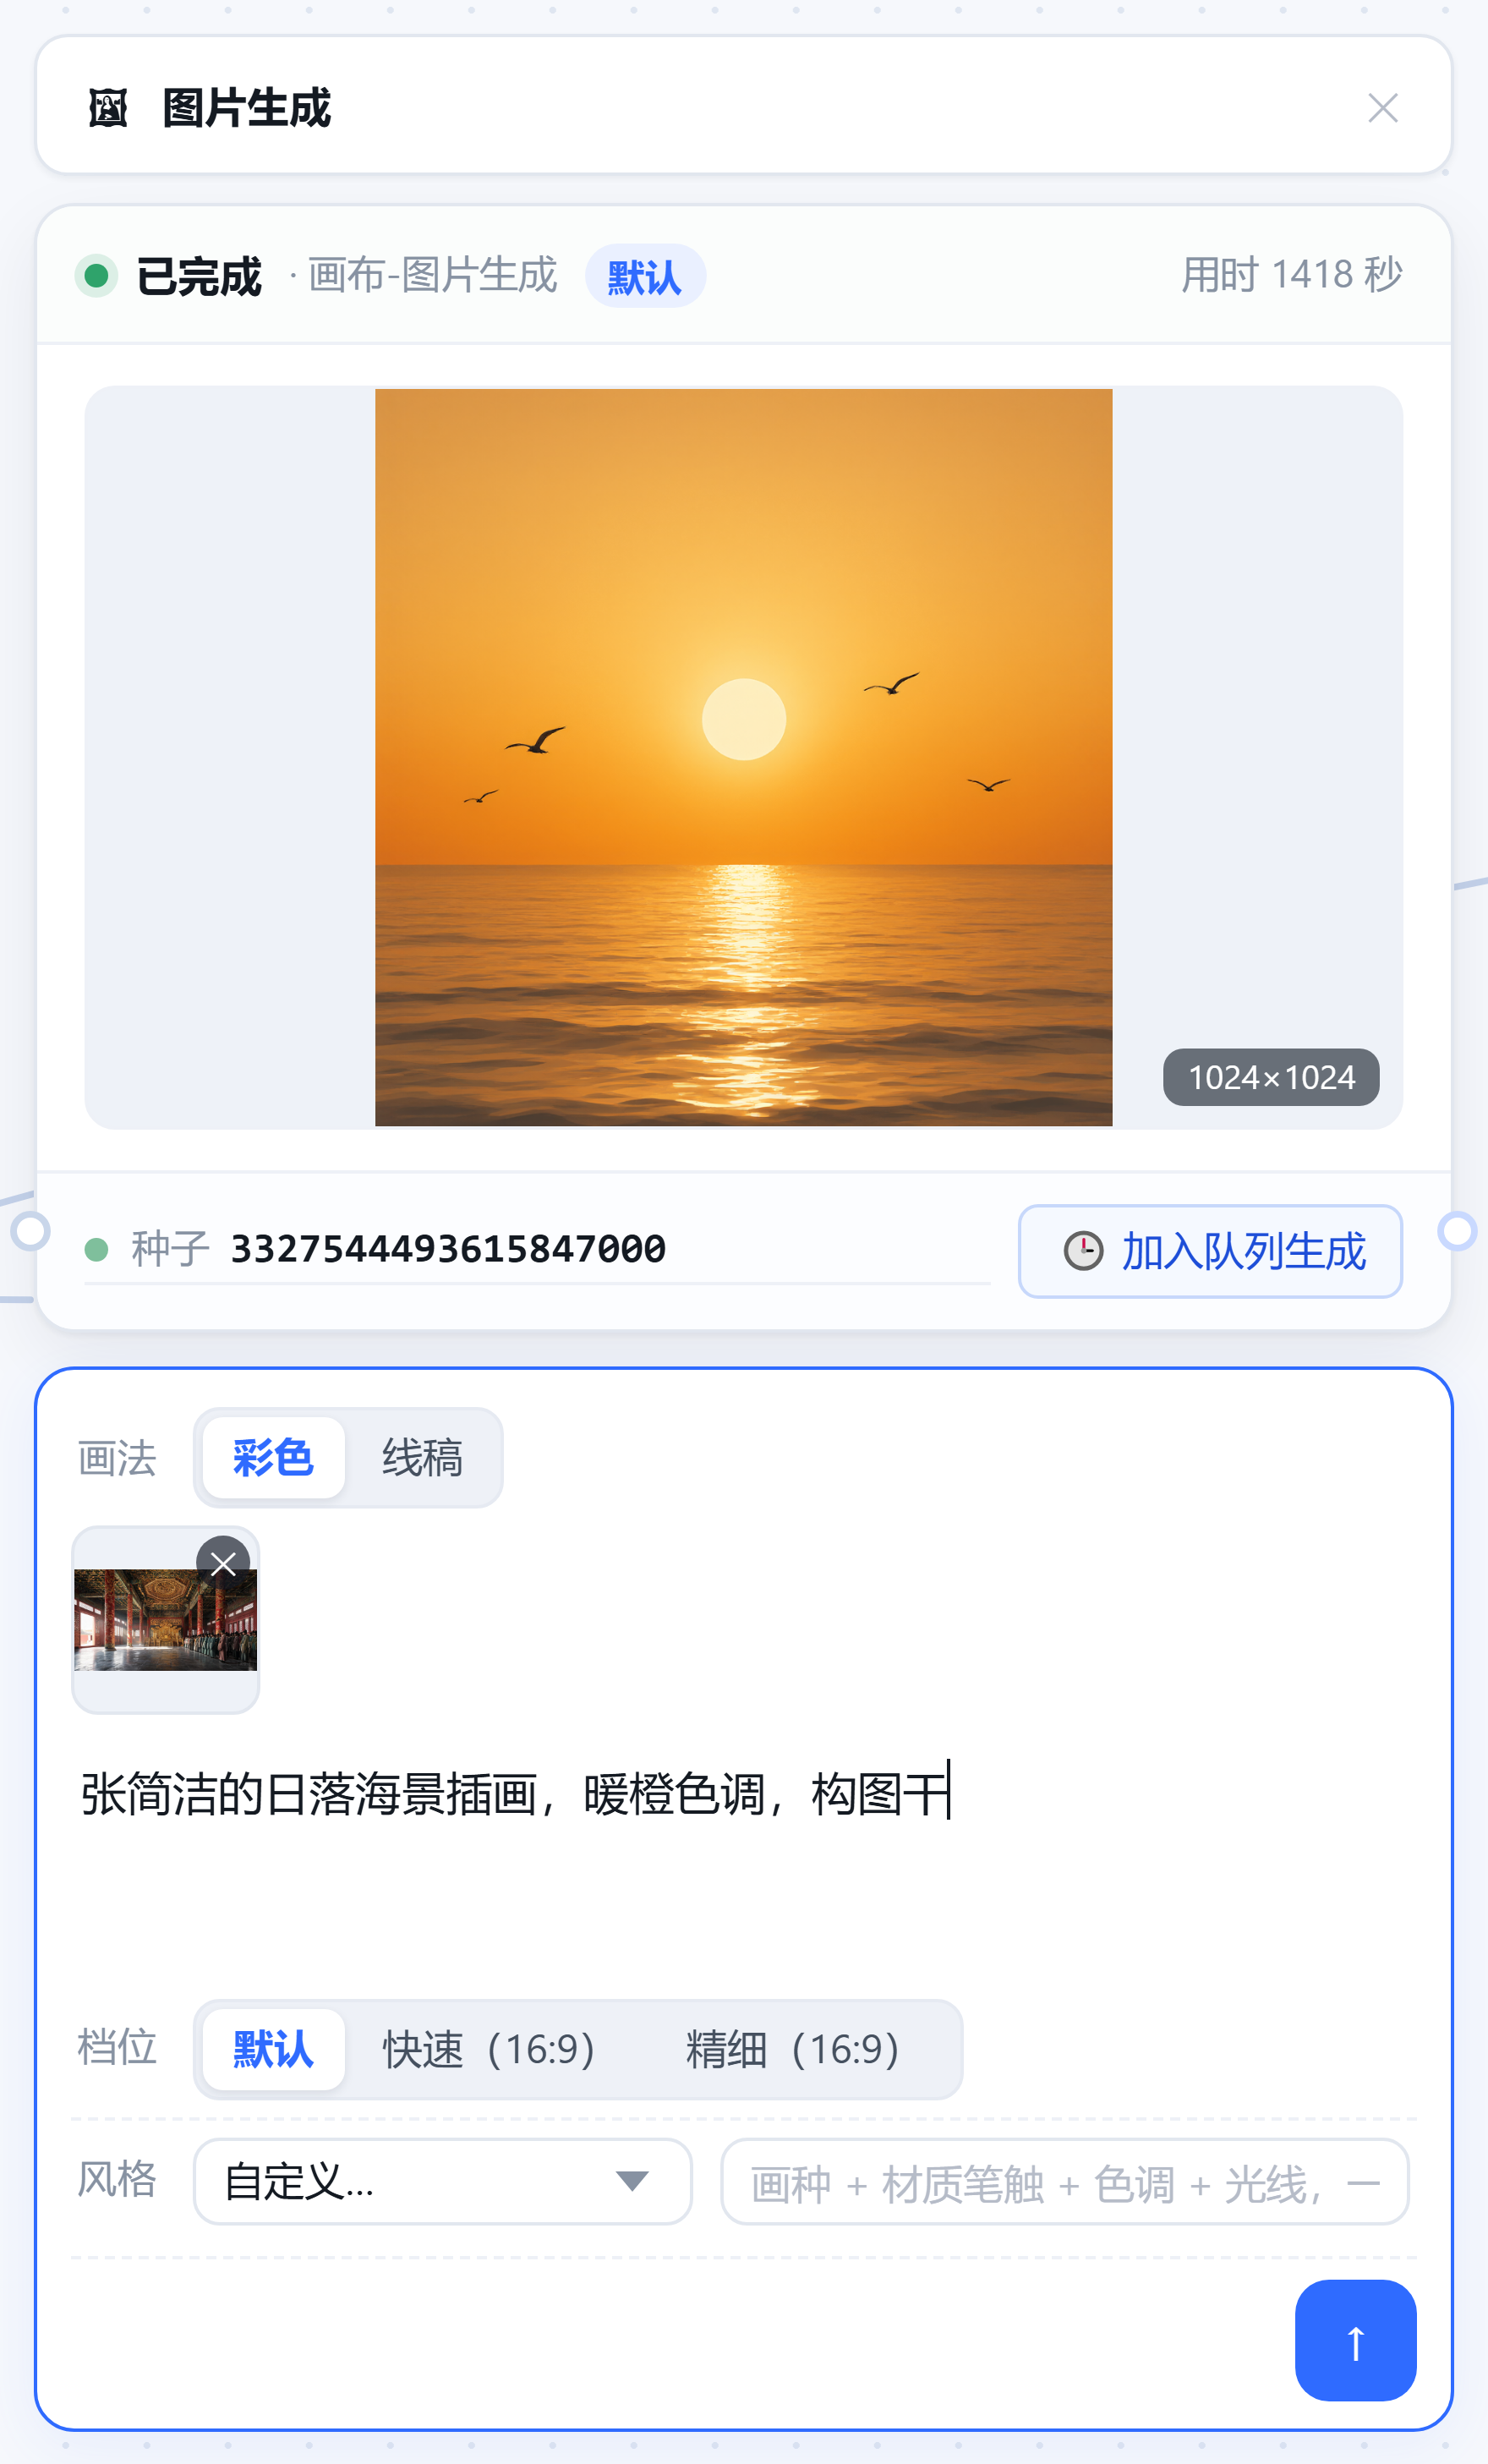 图片生成
已完成 · 画布-图片生成 默认 用时 1418 秒
1024×1024
种子 3327544493615847000 加入队列生成
画法 彩色 线稿
张简洁的日落海景插画，暖橙色调，构图干
档位 默认 快速（16:9） 精细（16:9）
风格 自定义... 画种 + 材质笔触 + 色调 + 光线，一
↑